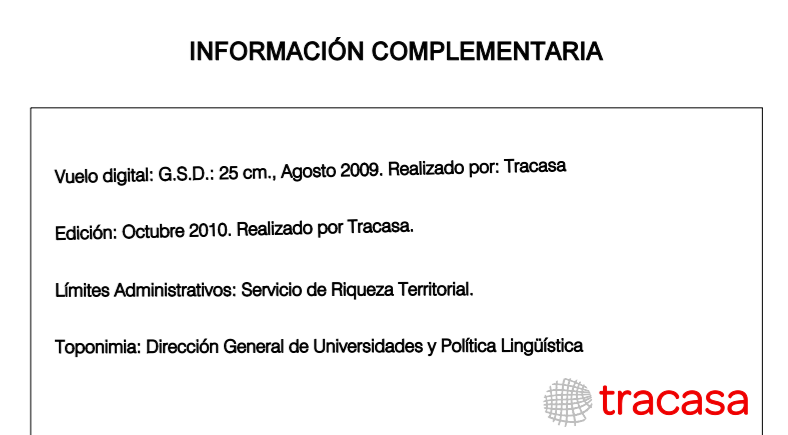 INFORMACIÓN COMPLEMENTARIA
Vuelo digital: G.S.D.: 25 cm., Agosto 2009. Realizado por: Tracasa
Edición: Octubre 2010. Realizado por Tracasa.
Límites Administrativos: Servicio de Riqueza Territorial.
Toponimia: Dirección General de Universidades y Política Lingüística
tracasa